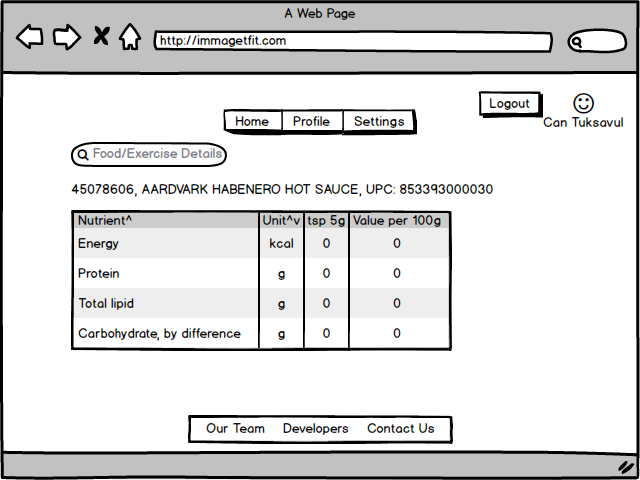 A Web Page
http://immagetfit.com
Logout
Home Profile Settings
Can Tuksavul
Food/Exercise Details
45078606, AARDVARK HABENERO HOT SAUCE, UPC: 853393000030
Nutrient^ Unit^v tsp 5g Value per 100g
Energy kcal 0 0
Protein g 0 0
Total lipid g 0 0
Carbohydrate, by difference g 0 0
Our Team Developers Contact Us